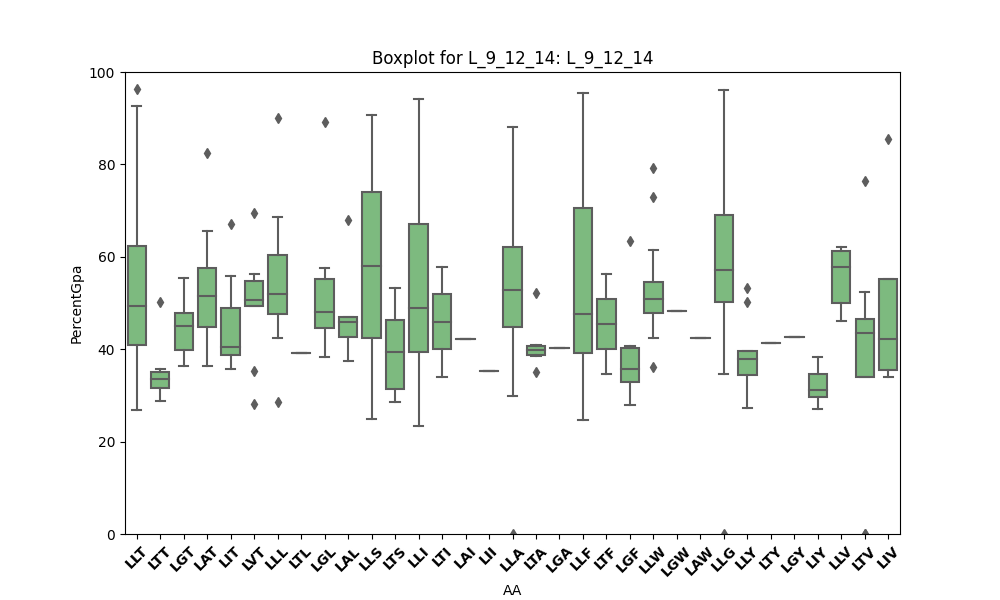 Boxplot for L_9_12_14: L_9_12_14
100
80
60
40
20
0
PercentGpa
LLT LTT LGT LAT LIT LVT LLL LTL LGL LAL LLS LTS LLI LTI LAI LII LLA LTA LGA LLF LTF LGF LLW LGW LAW LLG LLY LTY LGY LIY LLV LTV LIV
AA